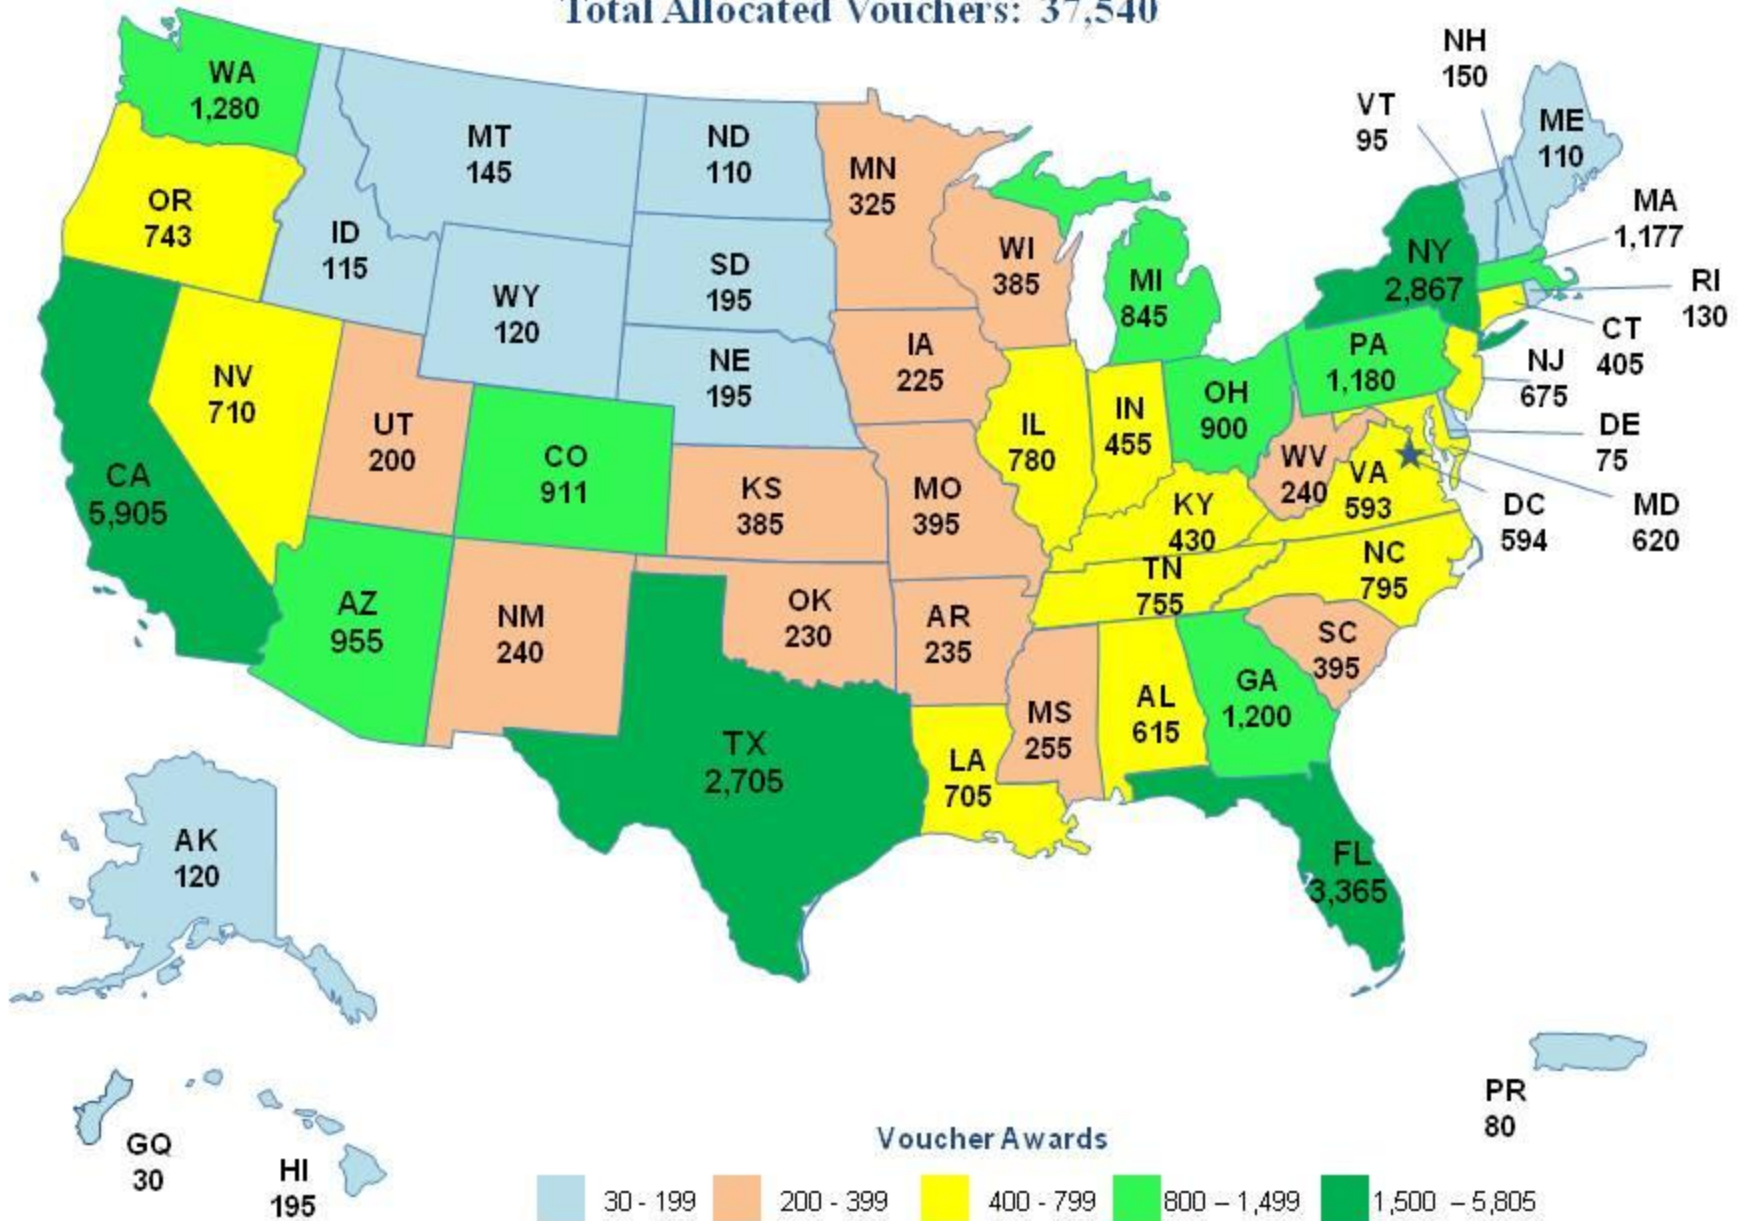 Total Allocated Vouchers: 37,540
NH
150
WA
1,280
VT
95
ME
110
MT
145
ND
110
MN
325
OR
743
MA
1,177
ID
115
SD
195
WI
385
NY
2,867
MI
845
RI
130
WY
120
CT
405
IA
225
PA
1,180
NE
195
NJ
675
NV
710
OH
900
IN
455
UT
200
IL
780
DE
75
CO
911
WV
240
VA
593
CA
5,905
KS
385
MO
395
KY
430
DC
594
MD
620
NC
795
TN
755
AZ
955
OK
230
NM
240
AR
235
SC
395
GA
1,200
AL
615
MS
255
TX
2,705
LA
705
AK
120
FL
3,365
PR
80
GQ
30
HI
195
Voucher Awards
30 - 199
200 - 399
400 - 799
800 – 1,499
1,500 – 5,805